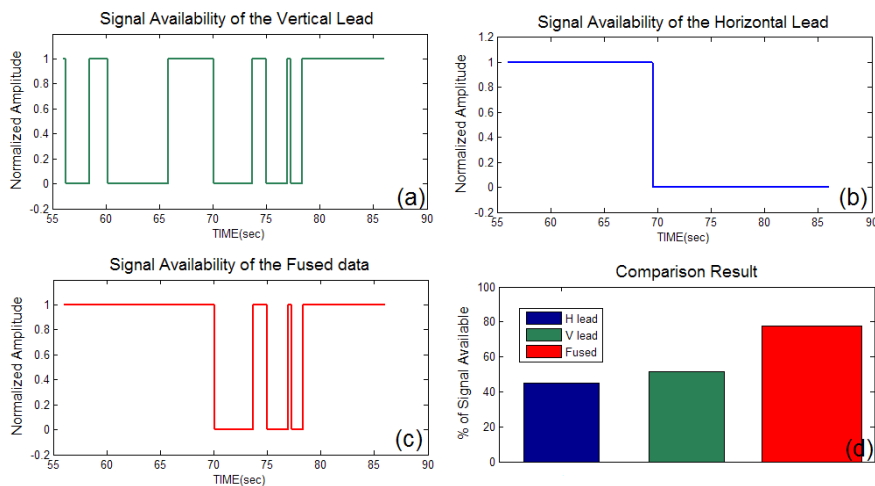 Signal Availability of the Vertical Lead
Normalized Amplitude
1
0.8
0.6
0.4
0.2
0
-0.2
55 60 65 70 75 80 85 90
TIME(sec)
(a)
Signal Availability of the Horizontal Lead
Normalized Amplitude
1.2
1
0.8
0.6
0.4
0.2
0
-0.2
55 60 65 70 75 80 85 90
TIME(sec)
(b)
Signal Availability of the Fused data
Normalized Amplitude
1
0.8
0.6
0.4
0.2
0
-0.2
55 60 65 70 75 80 85 90
TIME(sec)
(c)
Comparison Result
% of Signal Available
100
80
60
40
20
0
H lead
V lead
Fused
(d)